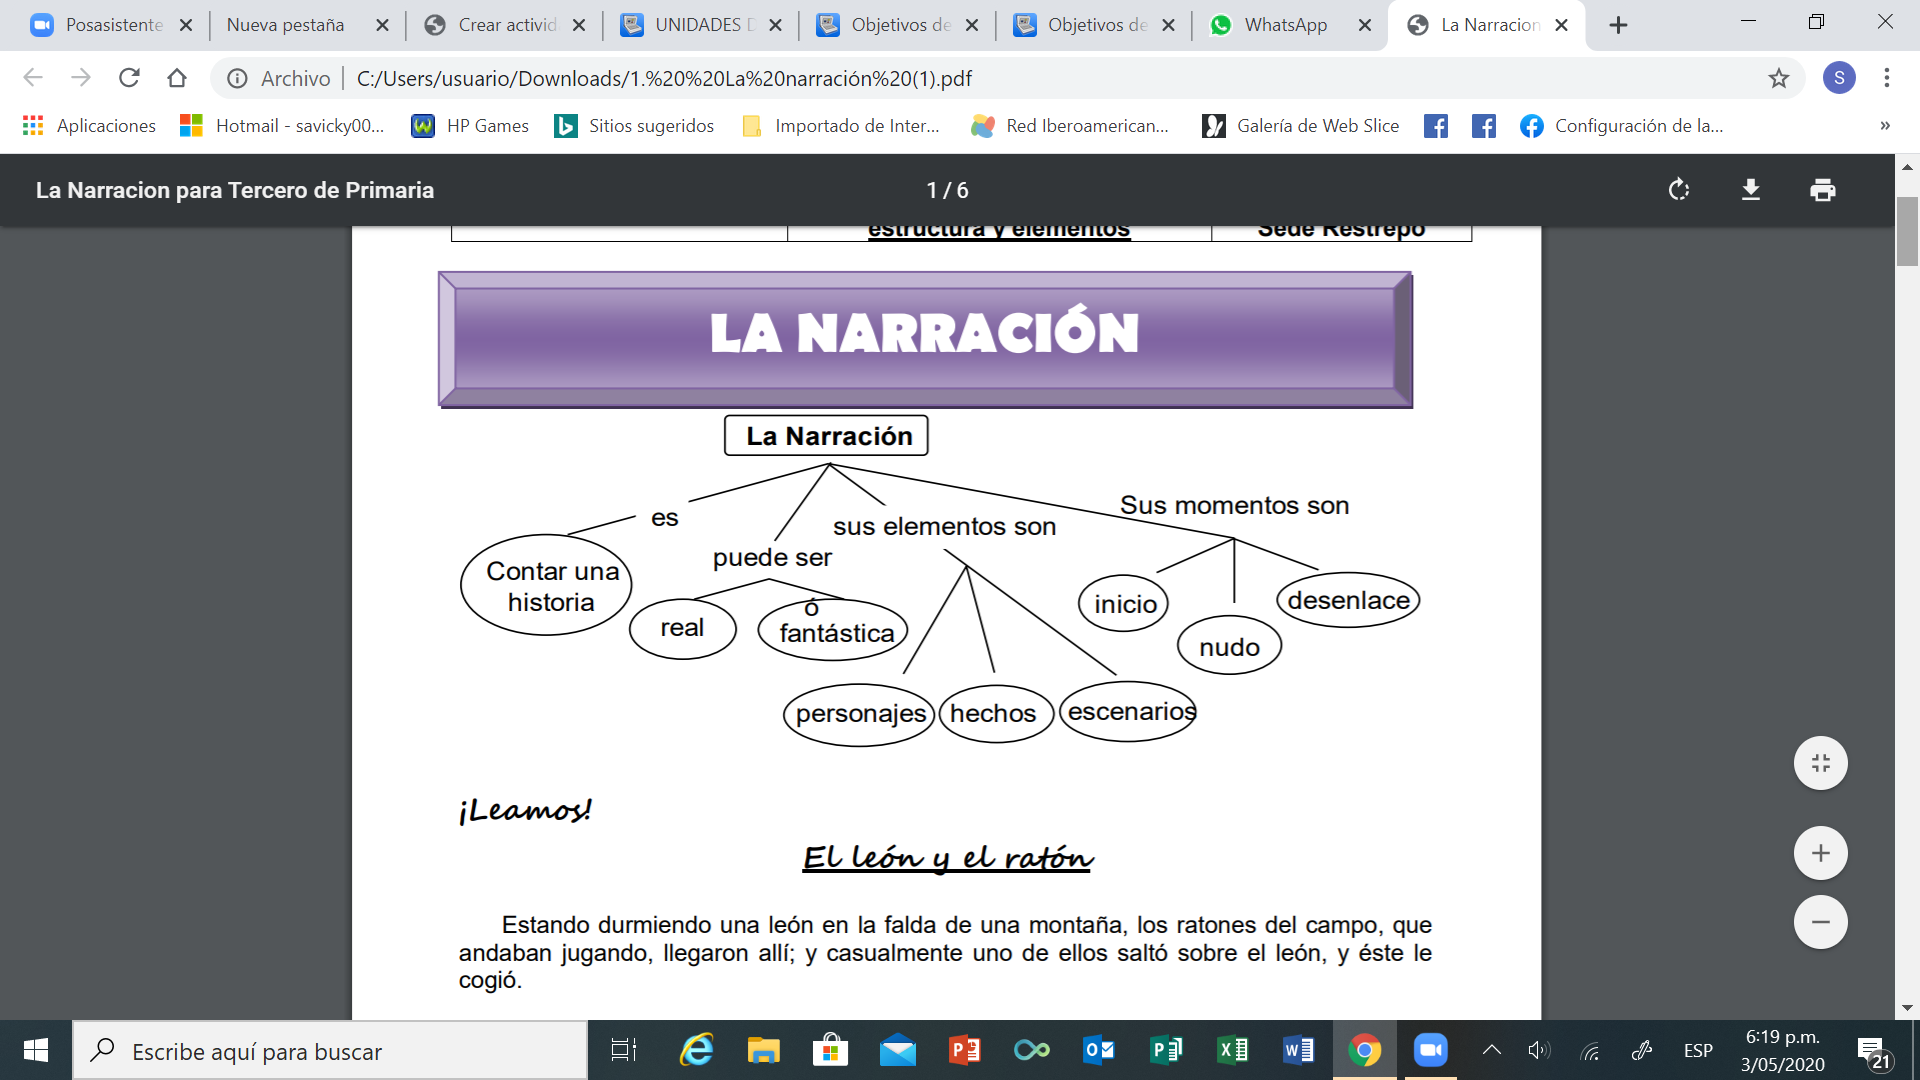 Posasistente
Nueva pestaña
Crear activid
UNIDADES D
Objetivos de
Objetivos de
WhatsApp
La Narracion
Archivo
C:/Users/usuario/Downloads/1.%20%20La%20narración%20(1).pdf
S
Aplicaciones
Hotmail - savicky00...
HP Games
Sitios sugeridos
Importado de Inter...
Red Iberoamerican...
Galería de Web Slice
Configuración de la...
»
La Narracion para Tercero de Primaria
1 / 6
estructura y elementos
Sede Restrepo
LA NARRACIÓN
La Narración
es
puede ser
sus elementos son
Sus momentos son
Contar una
historia
real
ó
fantástica
inicio
nudo
desenlace
personajes
hechos
escenarios
¡Leamos!
El león y el ratón
Estando durmiendo una león en la falda de una montaña, los ratones del campo, que
andaban jugando, llegaron allí; y casualmente uno de ellos saltó sobre el león, y éste le
cogió.
Escribe aquí para buscar
ESP
6:19 p.m.
3/05/2020
21